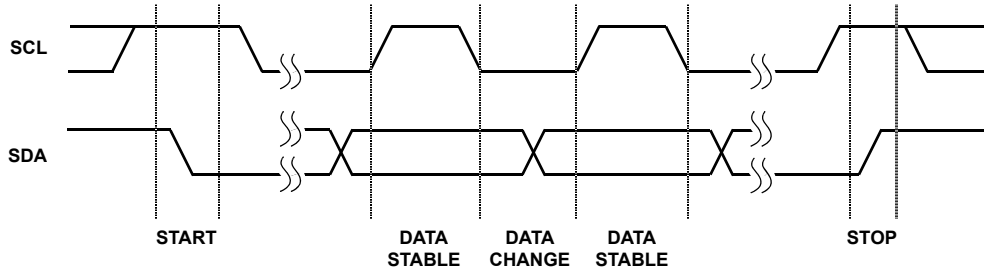 SCL
SDA
START
DATA
STABLE
DATA
CHANGE
DATA
STABLE
STOP